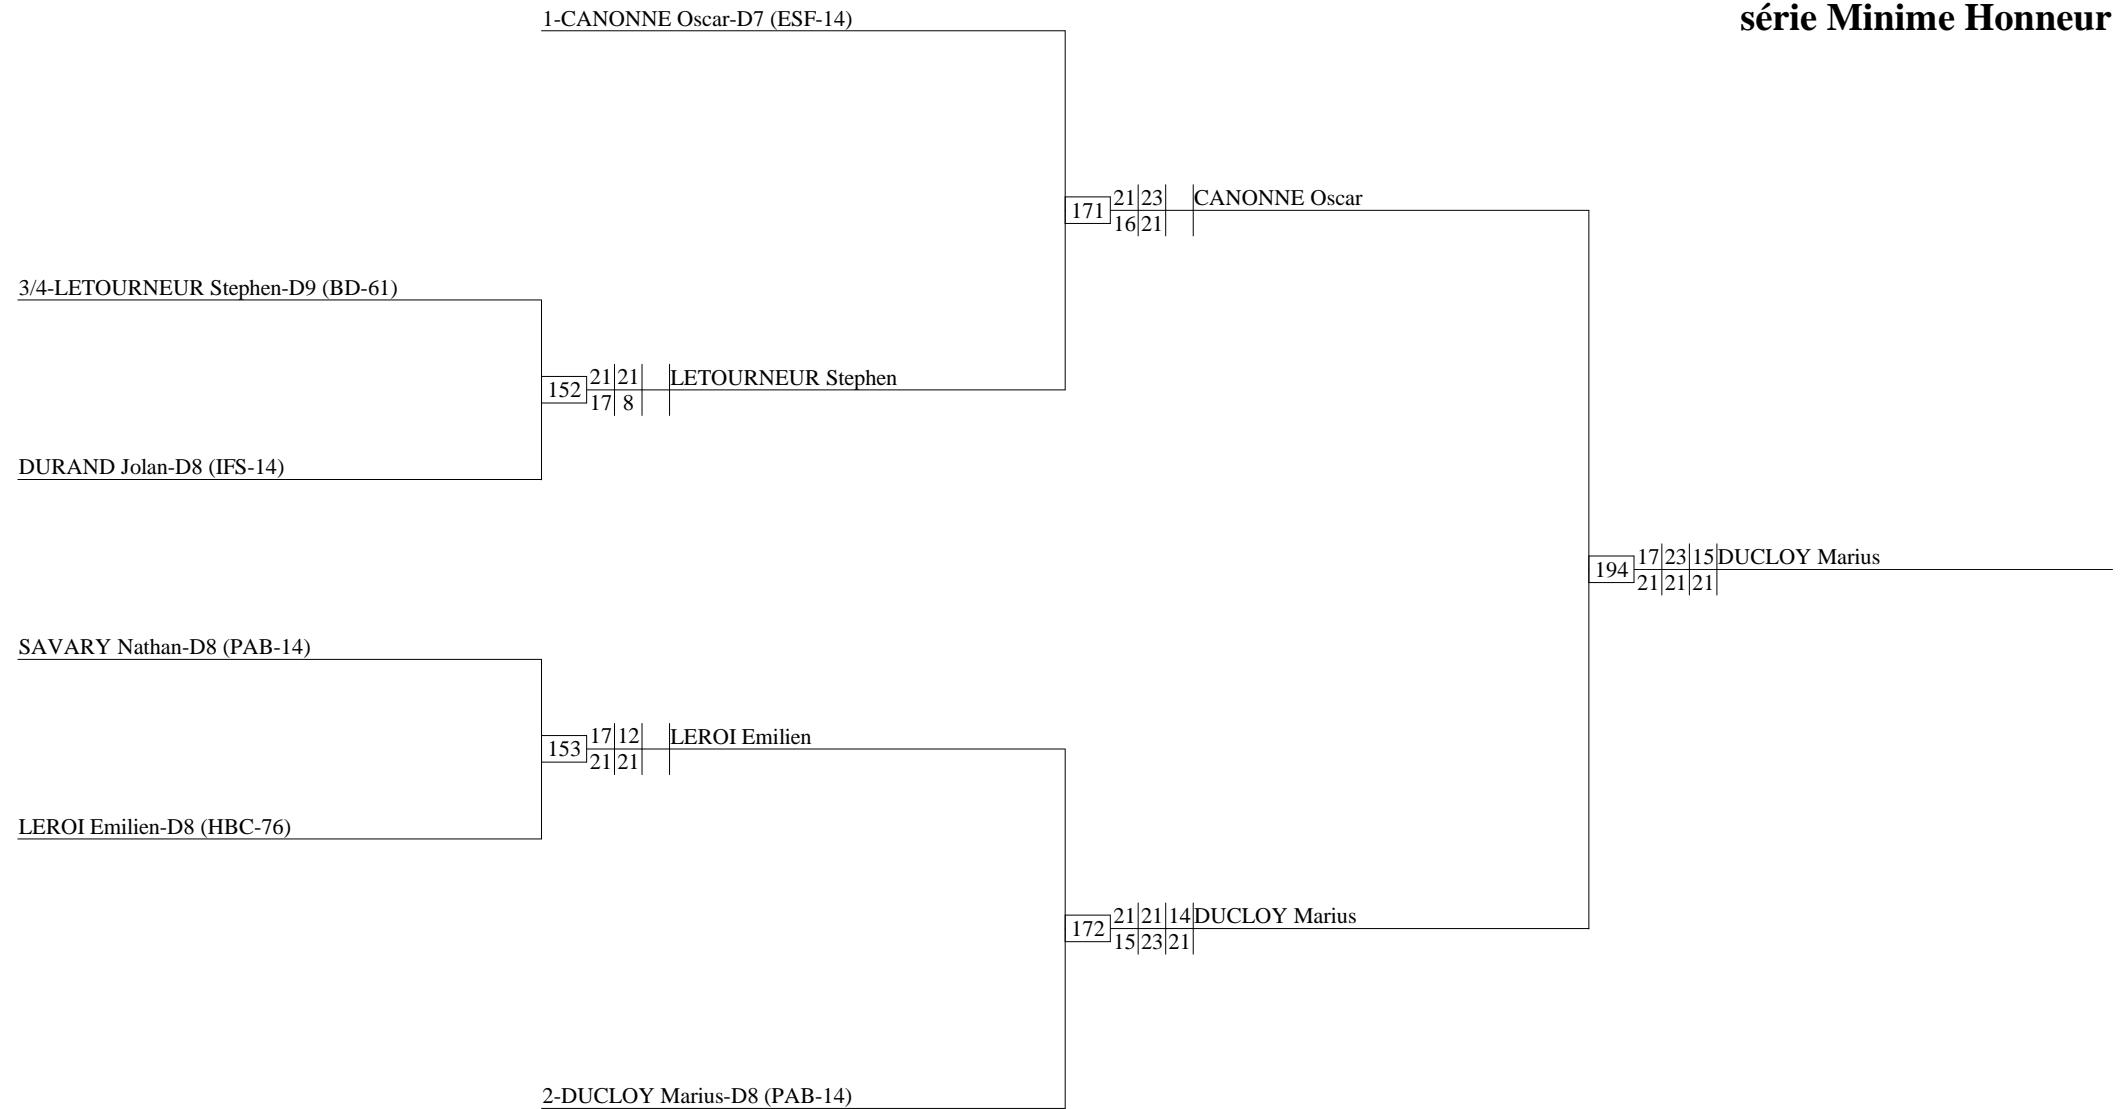 1-CANONNE Oscar-D7 (ESF-14)
série Minime Honneur
21 23 CANONNE Oscar
171
16 21
3/4-LETOURNEUR Stephen-D9 (BD-61)
21 21 LETOURNEUR Stephen
152
17 8
DURAND Jolan-D8 (IFS-14)
17 23 15 DUCLOY Marius
194
21 21 21
SAVARY Nathan-D8 (PAB-14)
17 12 LEROI Emilien
153
21 21
LEROI Emilien-D8 (HBC-76)
21 21 14 DUCLOY Marius
172
15 23 21
2-DUCLOY Marius-D8 (PAB-14)